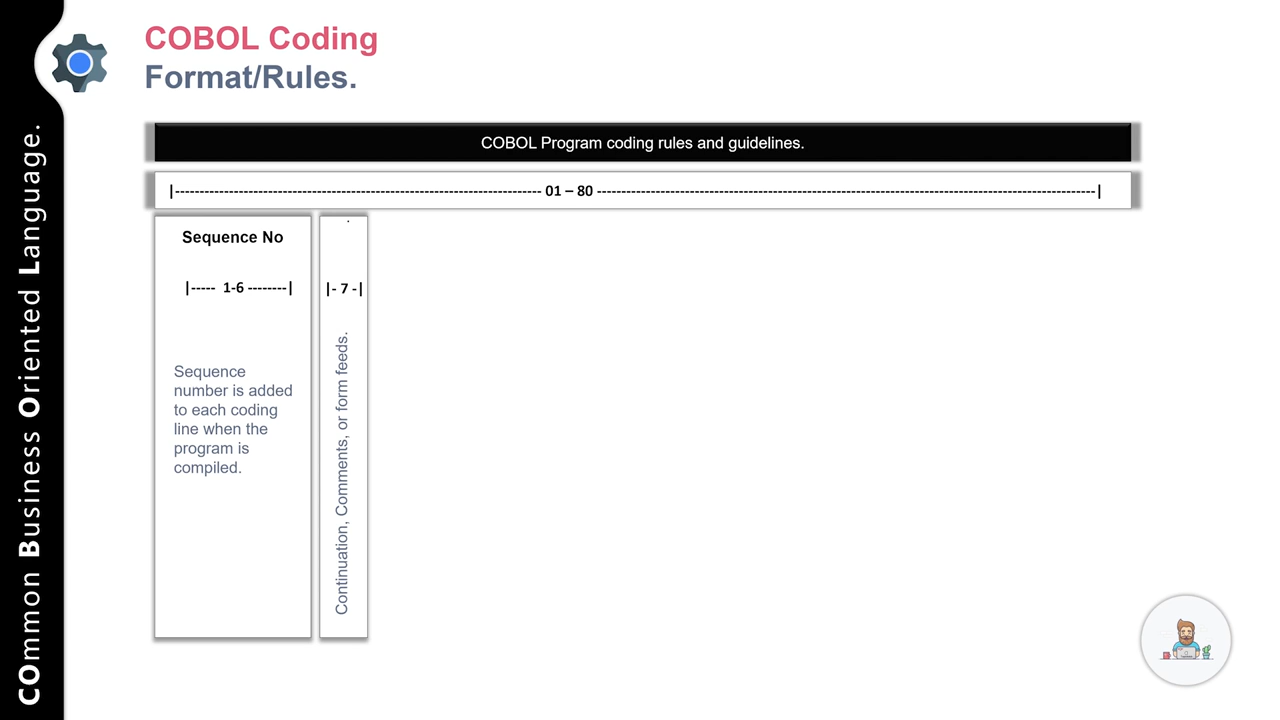 COBOL Coding
Format/Rules.
COmmon Business Oriented Language.
COBOL Program coding rules and guidelines.
|---------------------------------------------------------------------------- 01 – 80 --------------------------------------------------------------------------------------------------------|
Sequence No
|----- 1-6 --------|
Sequence
number is added
to each coding
line when the
program is
compiled.
.
|- 7 -|
Continuation, Comments, or form feeds.